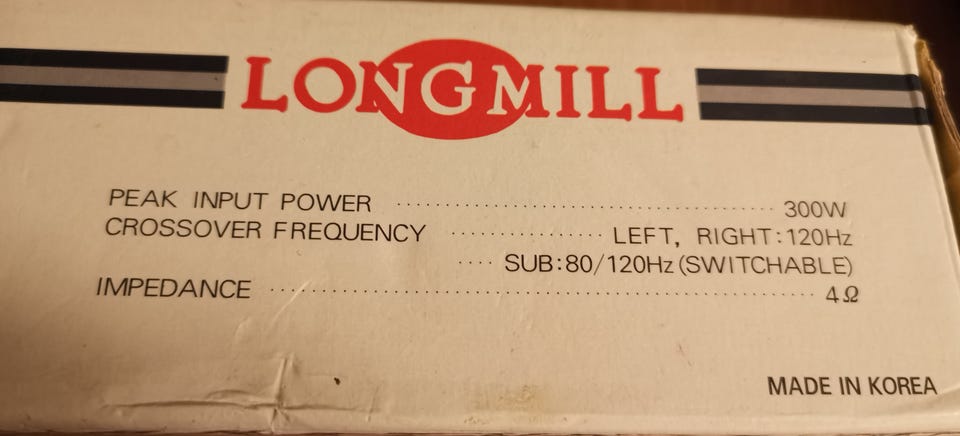 LONGMILL
PEAK INPUT POWER ........................................ 300W
CROSSOVER FREQUENCY ................ LEFT, RIGHT:120Hz
.... SUB:80/120Hz (SWITCHABLE)
IMPEDANCE .......................................................... 4Ω
MADE IN KOREA